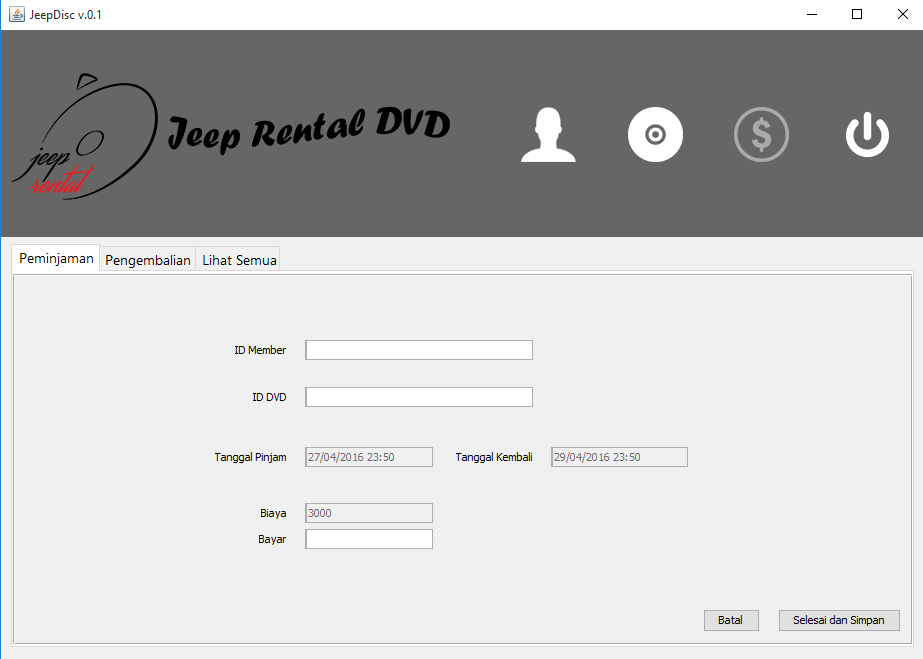 JeepDisc v.0.1
jeep
rental
Jeep Rental DVD
$
Peminjaman Pengembalian Lihat Semua
ID Member
ID DVD
Tanggal Pinjam 27/04/2016 23:50 Tanggal Kembali 29/04/2016 23:50
Biaya 3000
Bayar
Batal Selesai dan Simpan